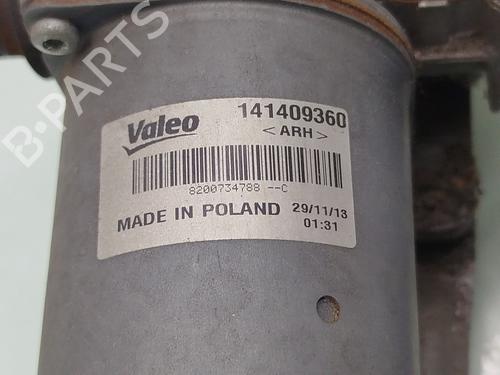 B-PARTS
Valeo
141409360
<ARH>
8200734788 --C
MADE IN POLAND
29/11/13
01:31